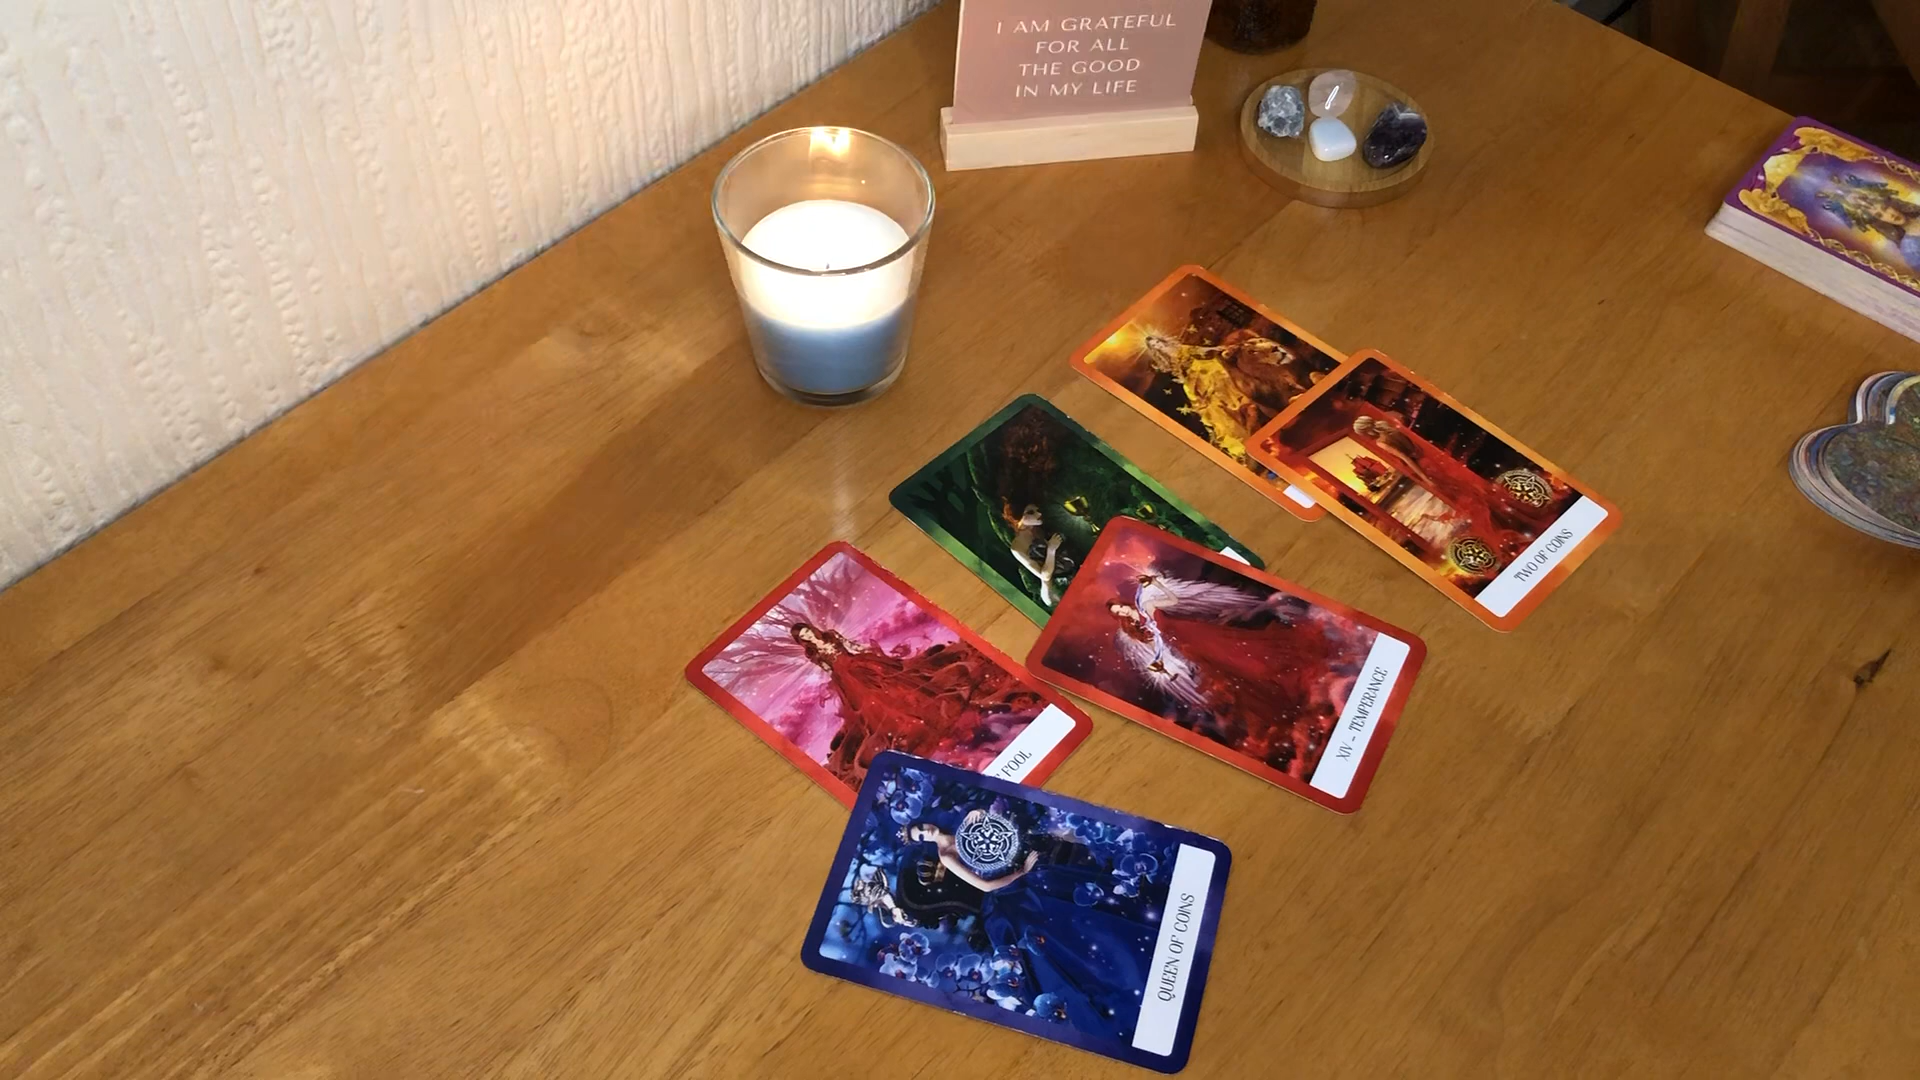 I AM GRATEFUL
FOR ALL
THE GOOD
IN MY LIFE
TWO OF COINS
XIV - TEMPERANCE
FOOL
QUEEN OF COINS